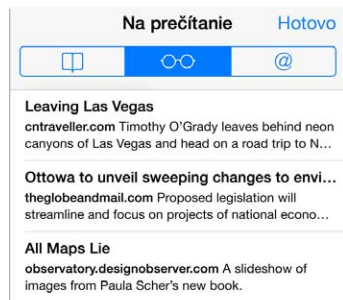 Na prečítanie Hotovo
@
Leaving Las Vegas
cntraveller.com Timothy O'Grady leaves behind neon
canyons of Las Vegas and head on a road trip to N...
Ottowa to unveil sweeping changes to envi...
theglobeandmail.com Proposed legislation will
streamline and focus on projects of national econo...
All Maps Lie
observatory.designobserver.com A slideshow of
images from Paula Scher's new book.